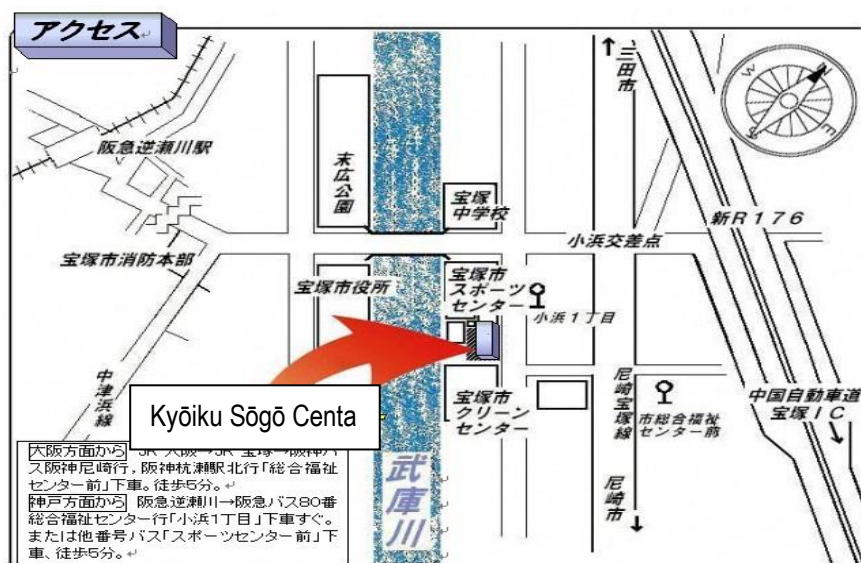 アクセス
三田市
阪急逆瀬川駅
末広公園
宝塚
中学校
新R176
小浜交差点
宝塚市消防本部
宝塚市役所
宝塚市
スポーツ
センター
小浜1丁目
中津浜線
Kyōiku Sōgō Centa
宝塚市
クリーン
センター
尼崎宝塚線
市総合福祉
センター前
中国自動車道
宝塚IC
武庫川
尼崎市
大阪方面から JR 大阪→JR 宝塚→阪神バ
ス阪神尼崎行，阪神杭瀬駅北行「総合福祉
センター前」下車。徒歩5分。
神戸方面から 阪急逆瀬川→阪急バス80番
総合福祉センター行「小浜1丁目」下車すぐ。
または他番号バス「スポーツセンター前」下
車、徒歩5分。